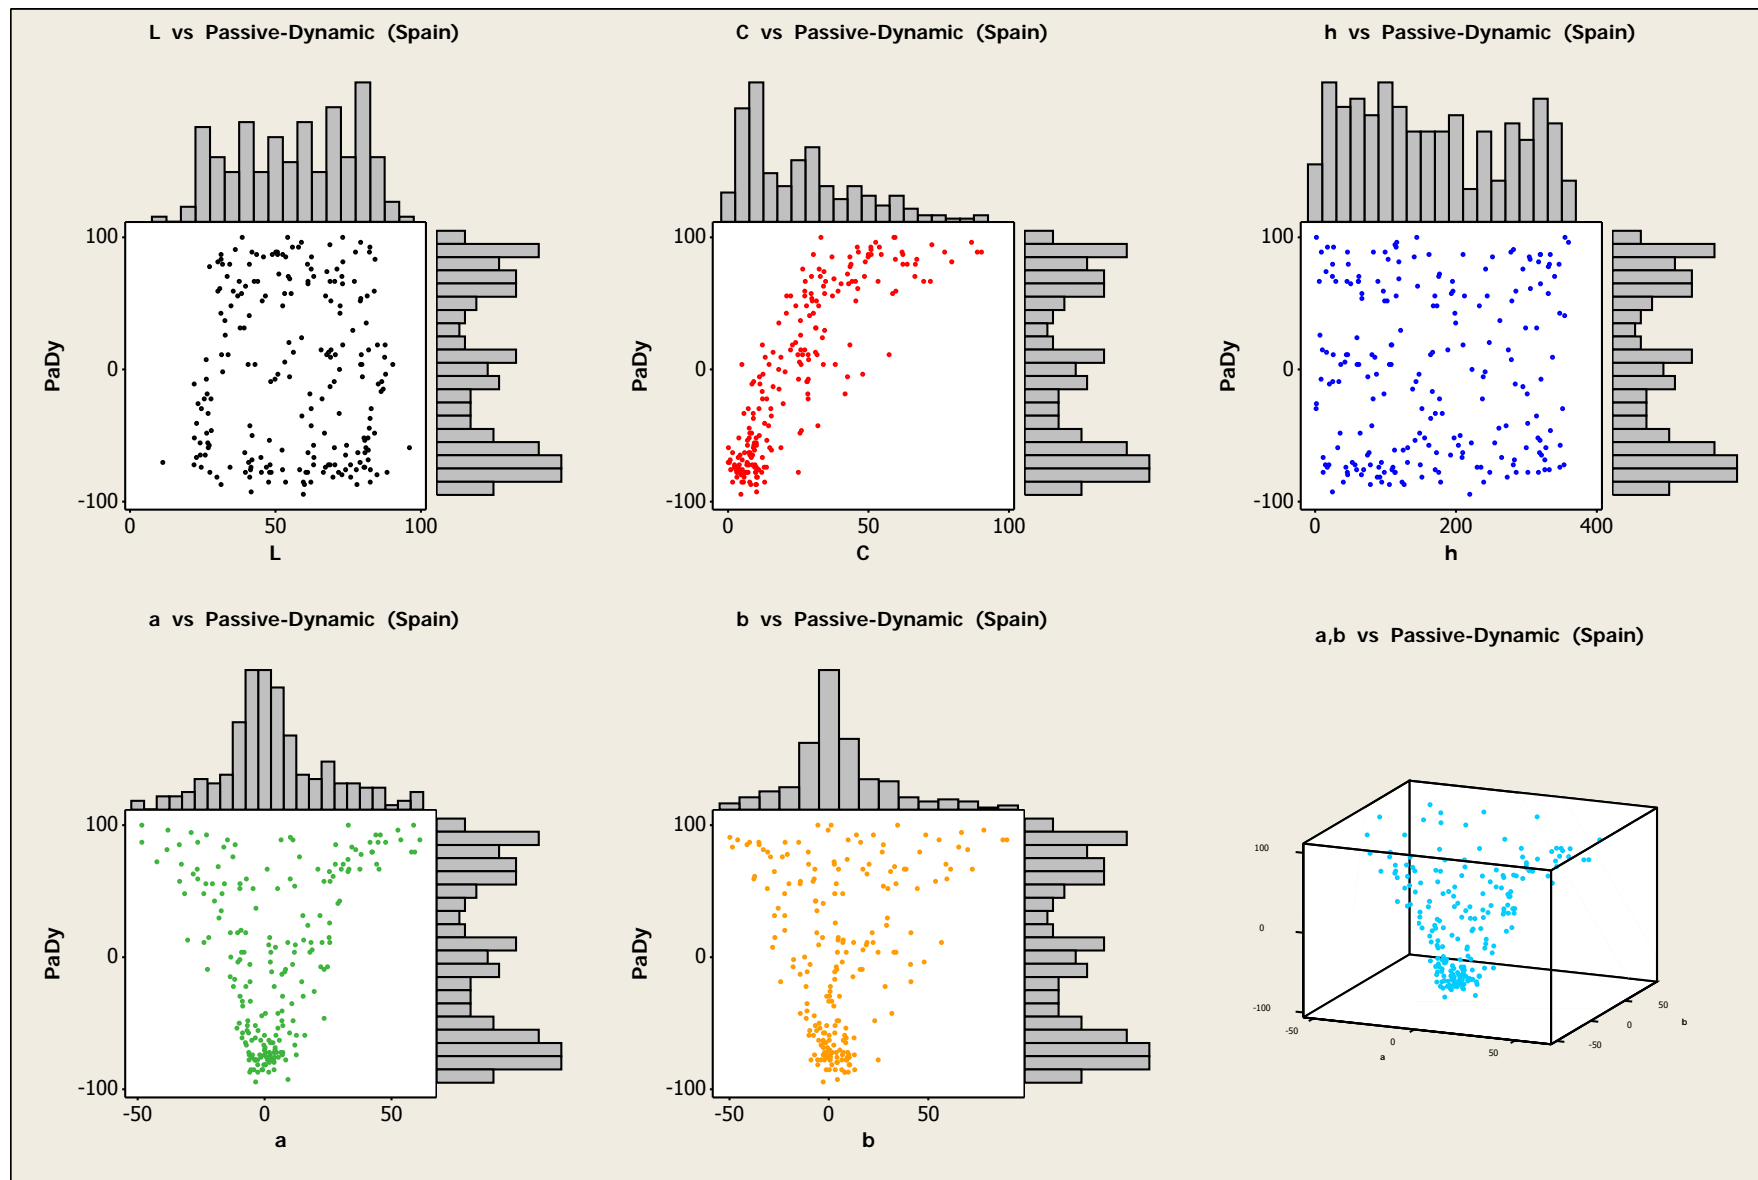 L vs Passive-Dynamic (Spain)
C vs Passive-Dynamic (Spain)
h vs Passive-Dynamic (Spain)
100
0
-100
PaDy
0
50
100
L
100
0
-100
PaDy
0
50
100
C
100
0
-100
PaDy
0
200
400
h
a vs Passive-Dynamic (Spain)
b vs Passive-Dynamic (Spain)
a,b vs Passive-Dynamic (Spain)
100
0
-100
PaDy
-50
0
50
a
100
0
-100
PaDy
-50
0
50
b
100
0
-100
-50
0
50
a
-50
0
50
b